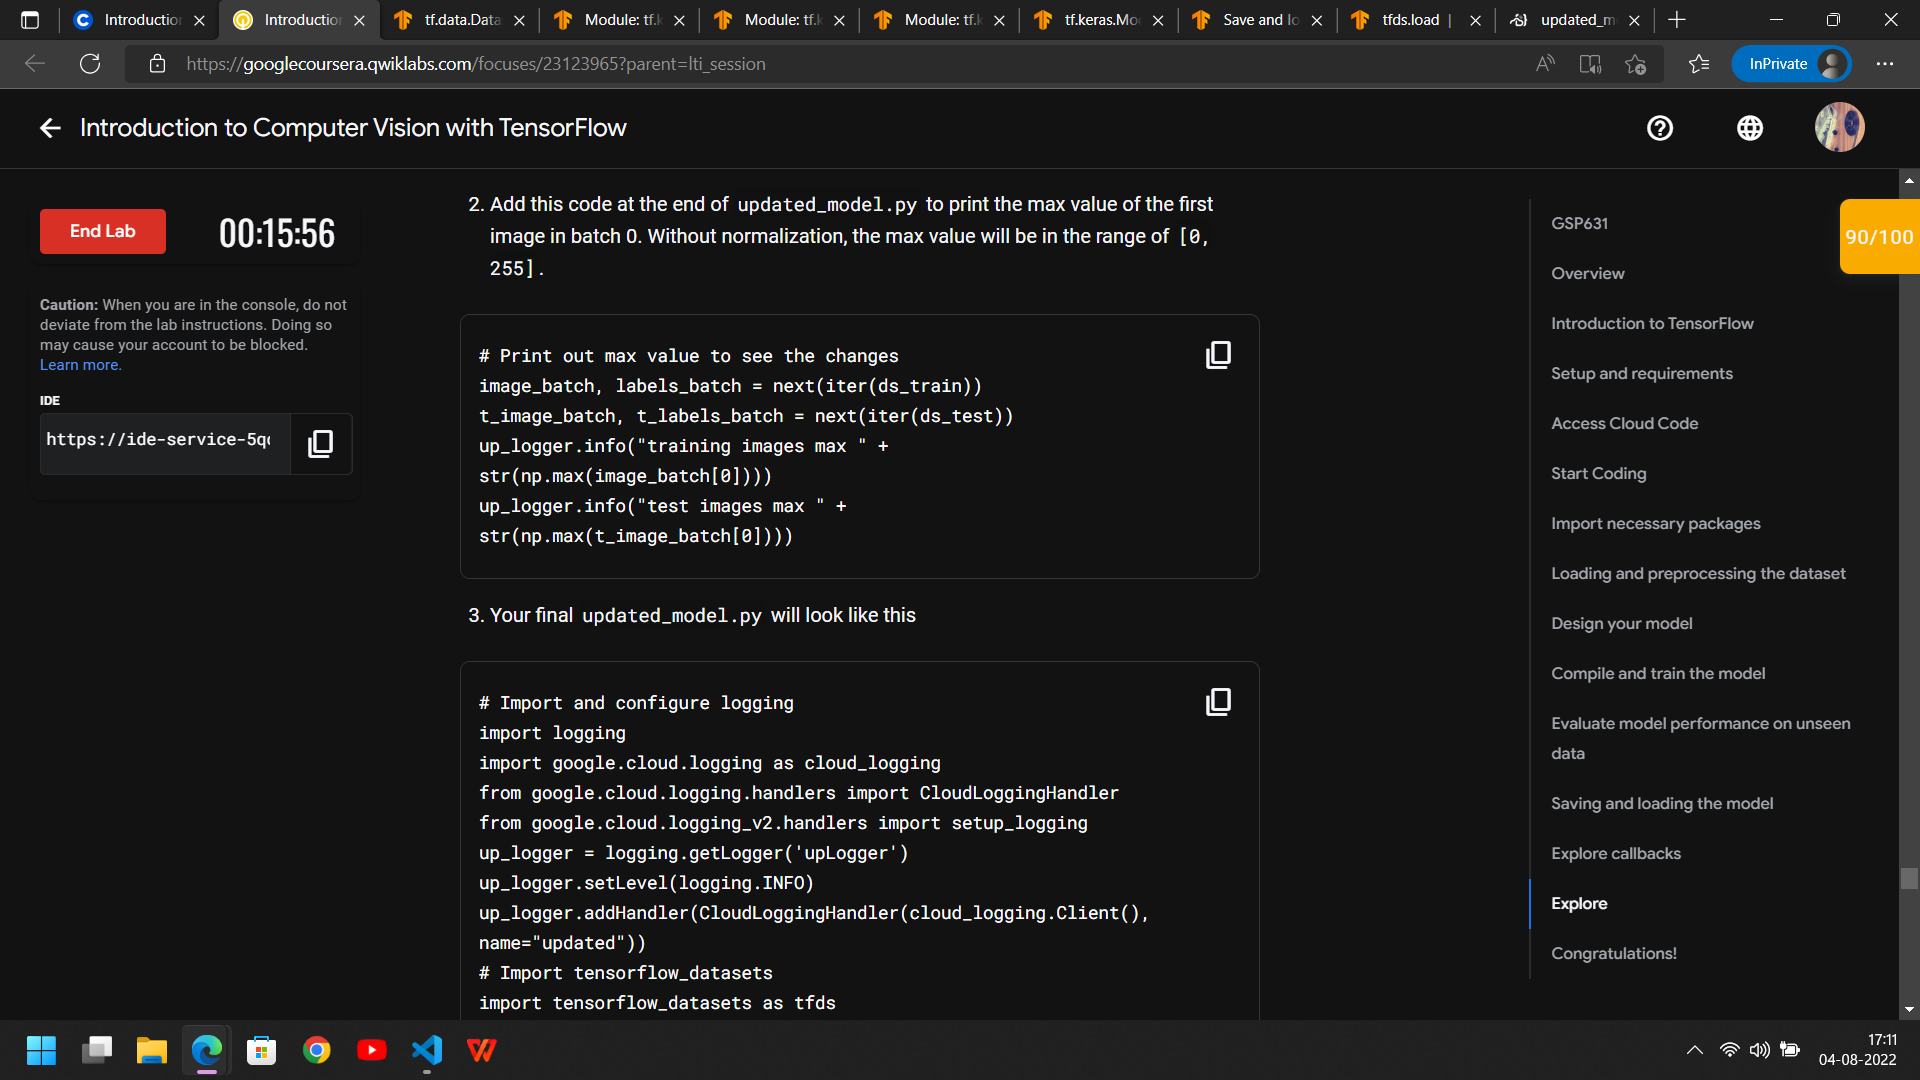 Introduction
Introduction
tf.data.Data
Module: tf.k
Module: tf.k
Module: tf.k
tf.keras.Mo
Save and lo
tfds.load |
updated_m
https://googlecoursera.qwiklabs.com/focuses/23123965?parent=lti_session
InPrivate
Introduction to Computer Vision with TensorFlow
End Lab
00:15:56
Caution: When you are in the console, do not
deviate from the lab instructions. Doing so
may cause your account to be blocked.
Learn more.
IDE
https://ide-service-5q
2. Add this code at the end of updated_model.py to print the max value of the first
image in batch 0. Without normalization, the max value will be in the range of [0,
255].
# Print out max value to see the changes
image_batch, labels_batch = next(iter(ds_train))
t_image_batch, t_labels_batch = next(iter(ds_test))
up_logger.info("training images max " +
str(np.max(image_batch[0])))
up_logger.info("test images max " +
str(np.max(t_image_batch[0])))
3. Your final updated_model.py will look like this
# Import and configure logging
import logging
import google.cloud.logging as cloud_logging
from google.cloud.logging.handlers import CloudLoggingHandler
from google.cloud.logging_v2.handlers import setup_logging
up_logger = logging.getLogger('upLogger')
up_logger.setLevel(logging.INFO)
up_logger.addHandler(CloudLoggingHandler(cloud_logging.Client(),
name="updated"))
# Import tensorflow_datasets
import tensorflow_datasets as tfds
GSP631
Overview
Introduction to TensorFlow
Setup and requirements
Access Cloud Code
Start Coding
Import necessary packages
Loading and preprocessing the dataset
Design your model
Compile and train the model
Evaluate model performance on unseen
data
Saving and loading the model
Explore callbacks
Explore
Congratulations!
90/100
17:11
04-08-2022